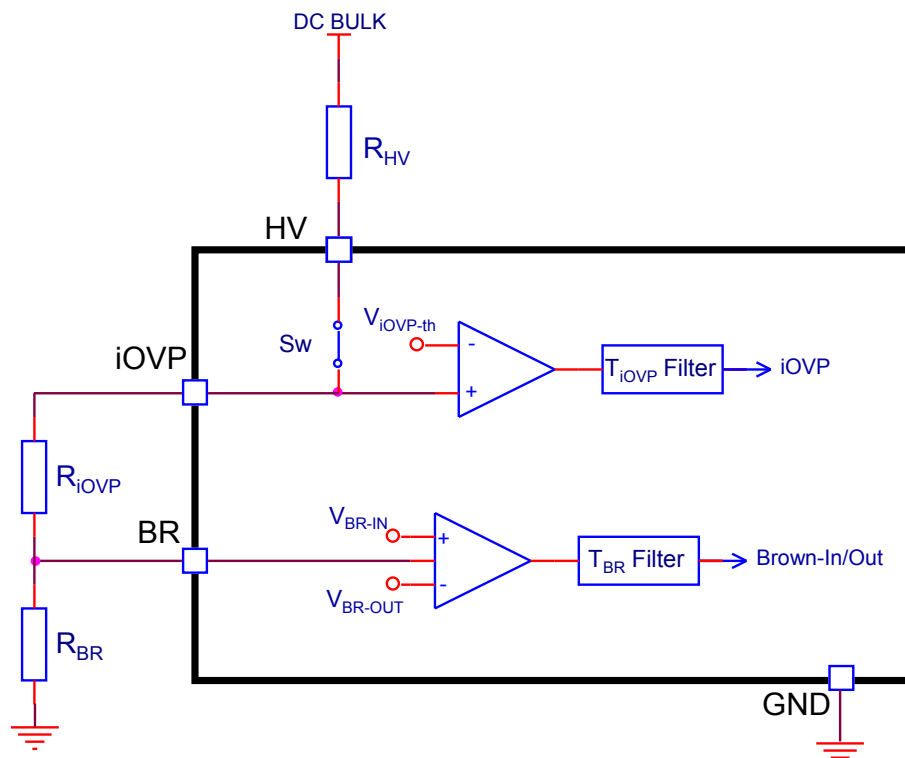 DC BULK
RHV
HV
ViOVP-th
-
Sw
iOVP
+
TiOVP Filter
iOVP
RiOVP
BR
VBR-IN
+
TBR Filter
Brown-In/Out
-
VBR-OUT
RBR
GND